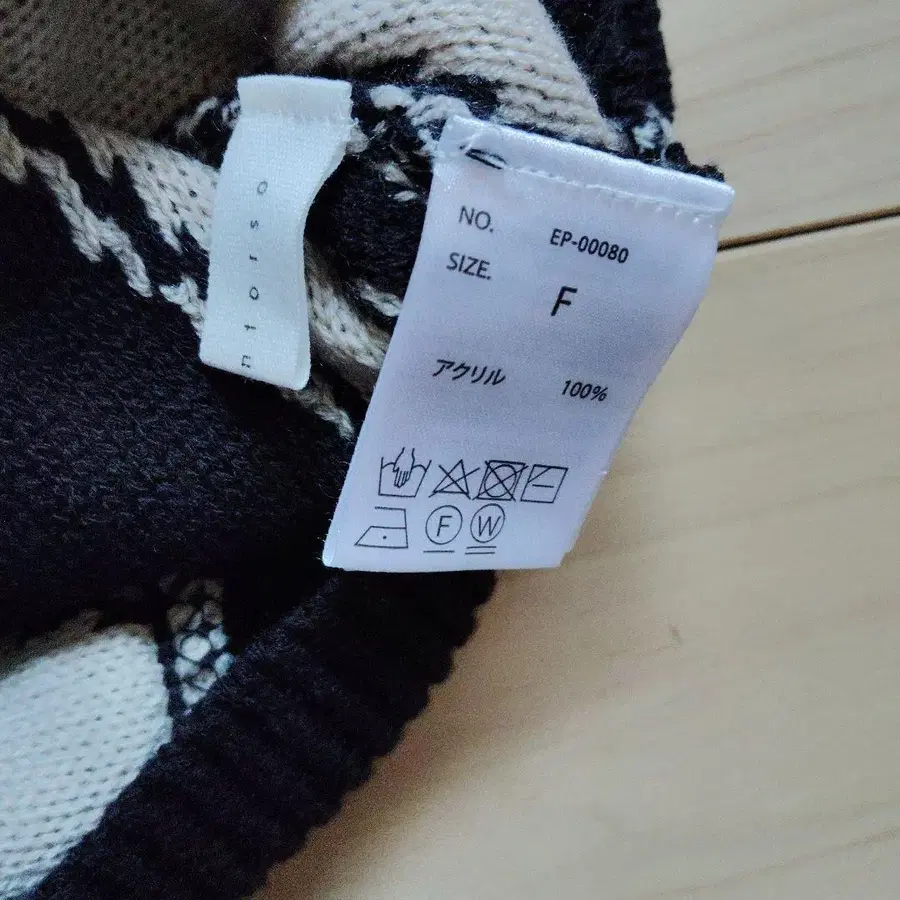 ntorso
NO. EP-00080
SIZE. F
アクリル 100%
F W